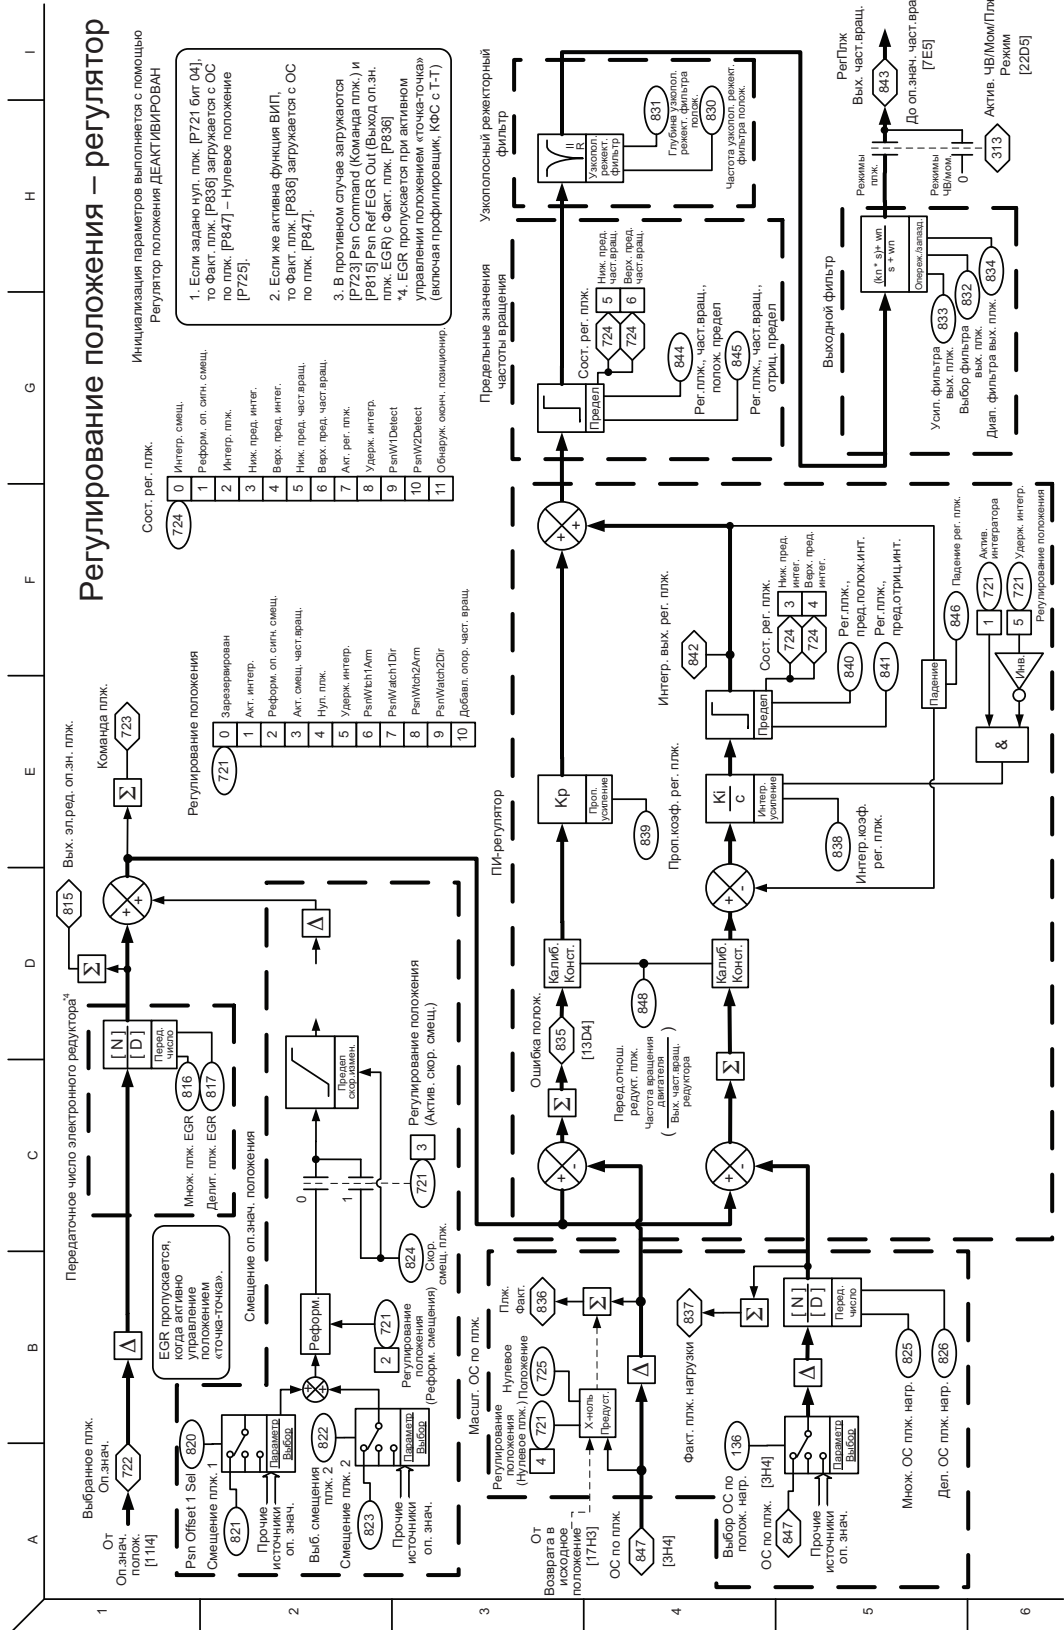 Регулирование положения – регулятор
A
B
C
D
E
F
G
H
I
1
2
3
4
5
6
Выбранное плж.
Оп.знач.
От
Оп.знач.
полож.
[11I4]
722
Δ
EGR пропускается,
когда активно
управление
положением
«точка-точка».
Передаточное число электронного редуктора*4
[ N ]
[ D ]
Перед.
число
816
817
Множ. плж. EGR
Делит. плж. EGR
Σ
815
Вых. эл.ред. оп.зн. плж.
+
+
Σ
Команда плж.
723
Инициализация параметров выполняется с помощью
Регулятор положения ДЕАКТИВИРОВАН
1. Если задано нул. плж. [P721 бит 04],
то Факт. плж. [P836] загружается с ОС
по плж. [P847] – Нулевое положение
[P725].
2. Если же активна функция ВИП,
то Факт. плж. [P836] загружается с ОС
по плж. [P847].
3. В противном случае загружаются
[P723] Psn Command (Команда плж.) и
[P815] Psn Ref EGR Out (Выход оп.зн.
плж. EGR) с Факт. плж. [P836]
*4. EGR пропускается при активном
управлении положением «точка-точка»
(включая профилировщик, КФС с Т-Т)
Сост. рег. плж.
724
0 Интегр. смещ.
1 Реформ. оп. сигн. смещ.
2 Интегр. плж.
3 Ниж. пред. интег.
4 Верх. пред. интег.
5 Ниж. пред. част.вращ.
6 Верх. пред. част.вращ.
7 Акт. рег. плж.
8 Удерж. интегр.
9 PsnW1Detect
10 PsnW2Detect
11 Обнаруж. оконч. позиционир.
Регулирование положения
721
0 Зарезервирован
1 Акт. интегр.
2 Реформ. оп. сигн. смещ.
3 Акт. смещ. част.вращ.
4 Нул. плж.
5 Удерж. интегр.
6 PsnWtch1Arm
7 PsnWatch1Dir
8 PsnWtch2Arm
9 PsnWatch2Dir
10 Добавл. опор. част. вращ.
Смещение оп.знач. положения
Psn Offset 1 Sel
820
Смещение плж. 1
821
Прочие
источники
оп. знач.
Параметр
Выбор
Выб. смещения
плж. 2
822
Смещение плж. 2
823
Прочие
источники
оп. знач.
Параметр
Выбор
Реформ.
2
721
Регулирование
положения
(Реформ. смещения)
0
1
824
Скор.
смещ. плж.
721
3
Регулирование положения
(Актив. скор. смещ.)
Предел
скор.измен.
Δ
Масшт. ОС по плж.
Регулирование
положения
(Нулевое плж.)
4
721
Нулевое
Положение
725
От
Возврата в
исходное
положение
[17H3]
X-ноль
Предуст.
Плж.
Факт.
836
Σ
ОС по плж.
847
[3H4]
Δ
Факт. плж. нагрузки
837
Σ
Выбор ОС по
полож. нагр.
136
ОС по плж.
[3H4]
847
Прочие
источники
оп. знач.
Параметр
Выбор
Δ
[ N ]
[ D ]
Перед.
число
825
826
Множ. ОС плж. нагр.
Дел. ОС плж. нагр.
ПИ-регулятор
+
-
Σ
Ошибка полож.
835
[13D4]
Калиб.
Конст.
Kp
Проп.
усиление
839
Проп.коэф. рег. плж.
+
+
Перед.отнош.
редукт. плж.
Частота вращения
двигателя
Вых. част.вращ.
редуктора
(
)
848
+
-
Σ
Калиб.
Конст.
+
-
Ki
с
Интегр.
усиление
838
Интегр.коэф.
рег. плж.
Предел
842
Интегр. вых. рег. плж.
Сост. рег. плж.
724 3 Ниж. пред.
интег.
724 4 Верх. пред.
интег.
840
Рег.плж.,
пред.полож.инт.
841
Рег.плж.,
пред.отриц.инт.
Падение
846
Падение рег. плж.
&
Инв.
1 721
Актив.
интегратора
5 721
Удерж. интегр.
Регулирование положения
Предельные значения
частоты вращения
Предел
Сост. рег. плж.
724 5 Ниж. пред.
част.вращ.
724 6 Верх. пред.
част.вращ.
844
Рег.плж., част.вращ.,
полож. предел
845
Рег.плж., част.вращ.,
отриц. предел
Узкополосный режекторный
фильтр
II
R
Узкопол.
режект.
фильтр
831
Глубина узкопол.
режект. фильтра
полож.
830
Частота узкопол. режект.
фильтра полож.
Выходной фильтр
(kn * s)+ wn
s + wn
Опереж./запазд.
833
Усил. фильтра
вых. плж.
832
Выбор фильтра
вых. плж.
834
Диап. фильтра вых. плж.
Режимы
плж.
Режимы
ЧВ/мом.
0
РегПлж
Вых. част.вращ.
843
До оп.знач. част.вра
[7E5]
313
Актив. ЧВ/Мом/Плж
Режим
[22D5]